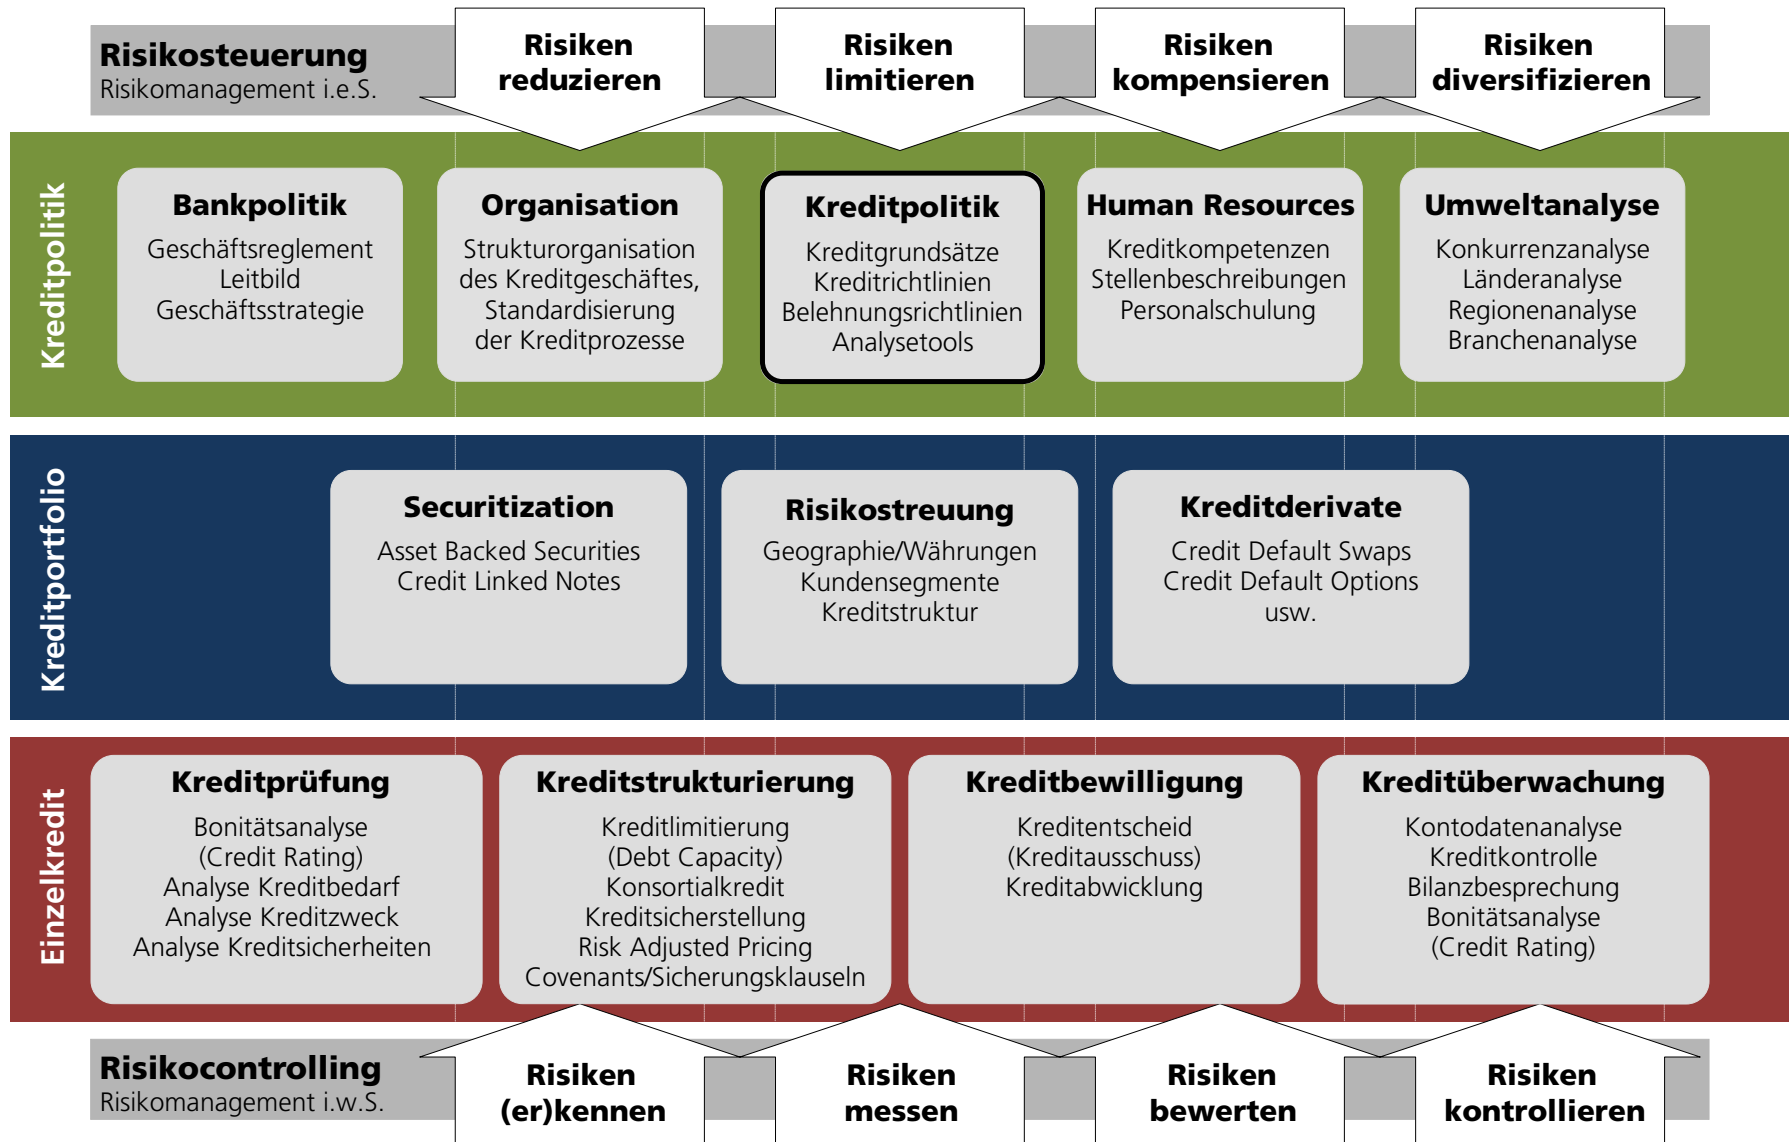 Risikosteuerung
Risikomanagement i.e.S.
Risiken
reduzieren
Risiken
limitieren
Risiken
kompensieren
Risiken
diversifizieren
Kreditpolitik
Bankpolitik
Geschäftsreglement
Leitbild
Geschäftsstrategie
Organisation
Strukturorganisation
des Kreditgeschäftes,
Standardisierung
der Kreditprozesse
Kreditpolitik
Kreditgrundsätze
Kreditrichtlinien
Belehnungsrichtlinien
Analysetools
Human Resources
Kreditkompetenzen
Stellenbeschreibungen
Personalschulung
Umweltanalyse
Konkurrenzanalyse
Länderanalyse
Regionenanalyse
Branchenanalyse
Kreditportfolio
Securitization
Asset Backed Securities
Credit Linked Notes
Risikostreuung
Geographie/Währungen
Kundensegmente
Kreditstruktur
Kreditderivate
Credit Default Swaps
Credit Default Options
usw.
Einzelkredit
Kreditprüfung
Bonitätsanalyse
(Credit Rating)
Analyse Kreditbedarf
Analyse Kreditzweck
Analyse Kreditsicherheiten
Kreditstrukturierung
Kreditlimitierung
(Debt Capacity)
Konsortialkredit
Kreditsicherstellung
Risk Adjusted Pricing
Covenants/Sicherungsklauseln
Kreditbewilligung
Kreditentscheid
(Kreditausschuss)
Kreditabwicklung
Kreditüberwachung
Kontodatenanalyse
Kreditkontrolle
Bilanzbesprechung
Bonitätsanalyse
(Credit Rating)
Risikocontrolling
Risikomanagement i.w.S.
Risiken
(er)kennen
Risiken
messen
Risiken
bewerten
Risiken
kontrollieren